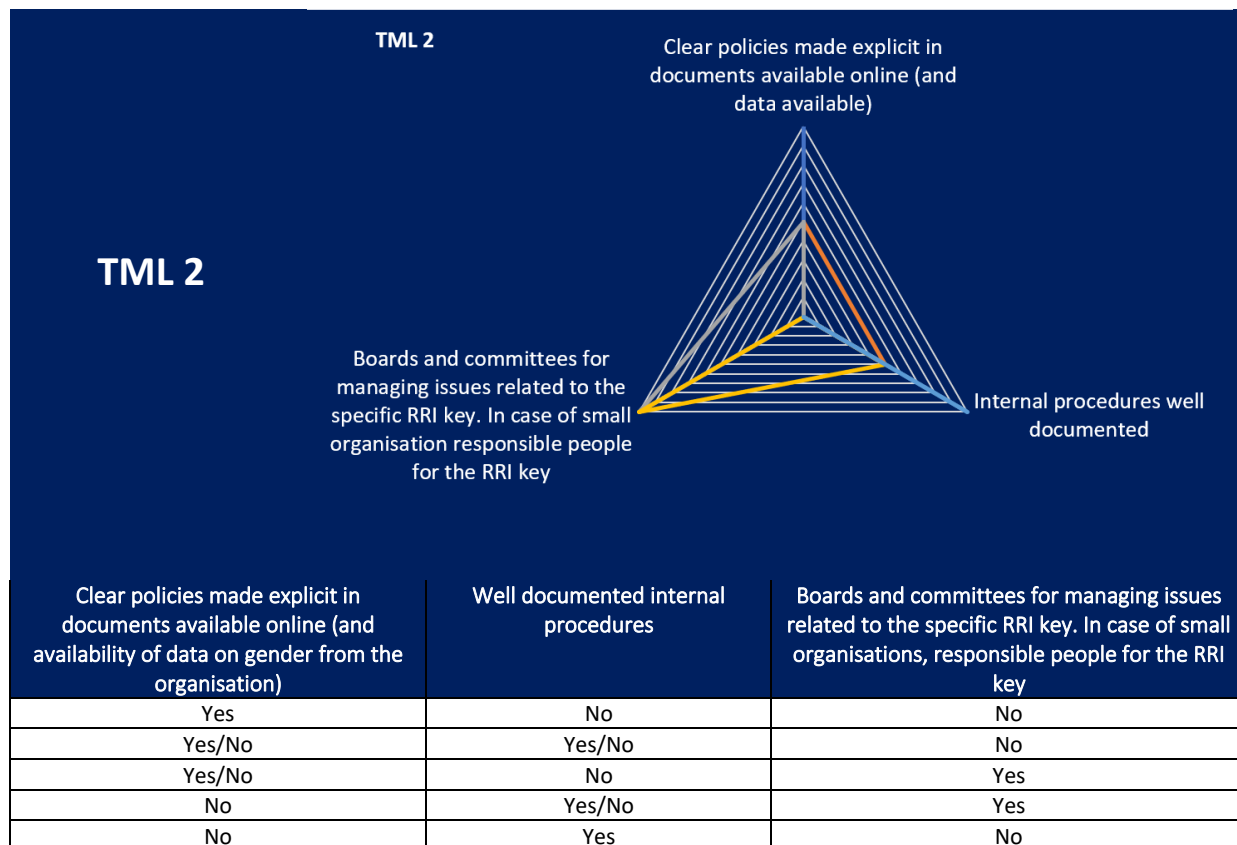 TML 2
Clear policies made explicit in
documents available online (and
data available)
TML 2
Boards and committees for
managing issues related to the
specific RRI key. In case of small
organisation responsible people
for the RRI key
Internal procedures well
documented
Clear policies made explicit in
documents available online (and
availability of data on gender from the
organisation)
Well documented internal
procedures
Boards and committees for managing issues
related to the specific RRI key. In case of small
organisations, responsible people for the RRI
key
Yes No No
Yes/No Yes/No No
Yes/No No Yes
No Yes/No Yes
No Yes No